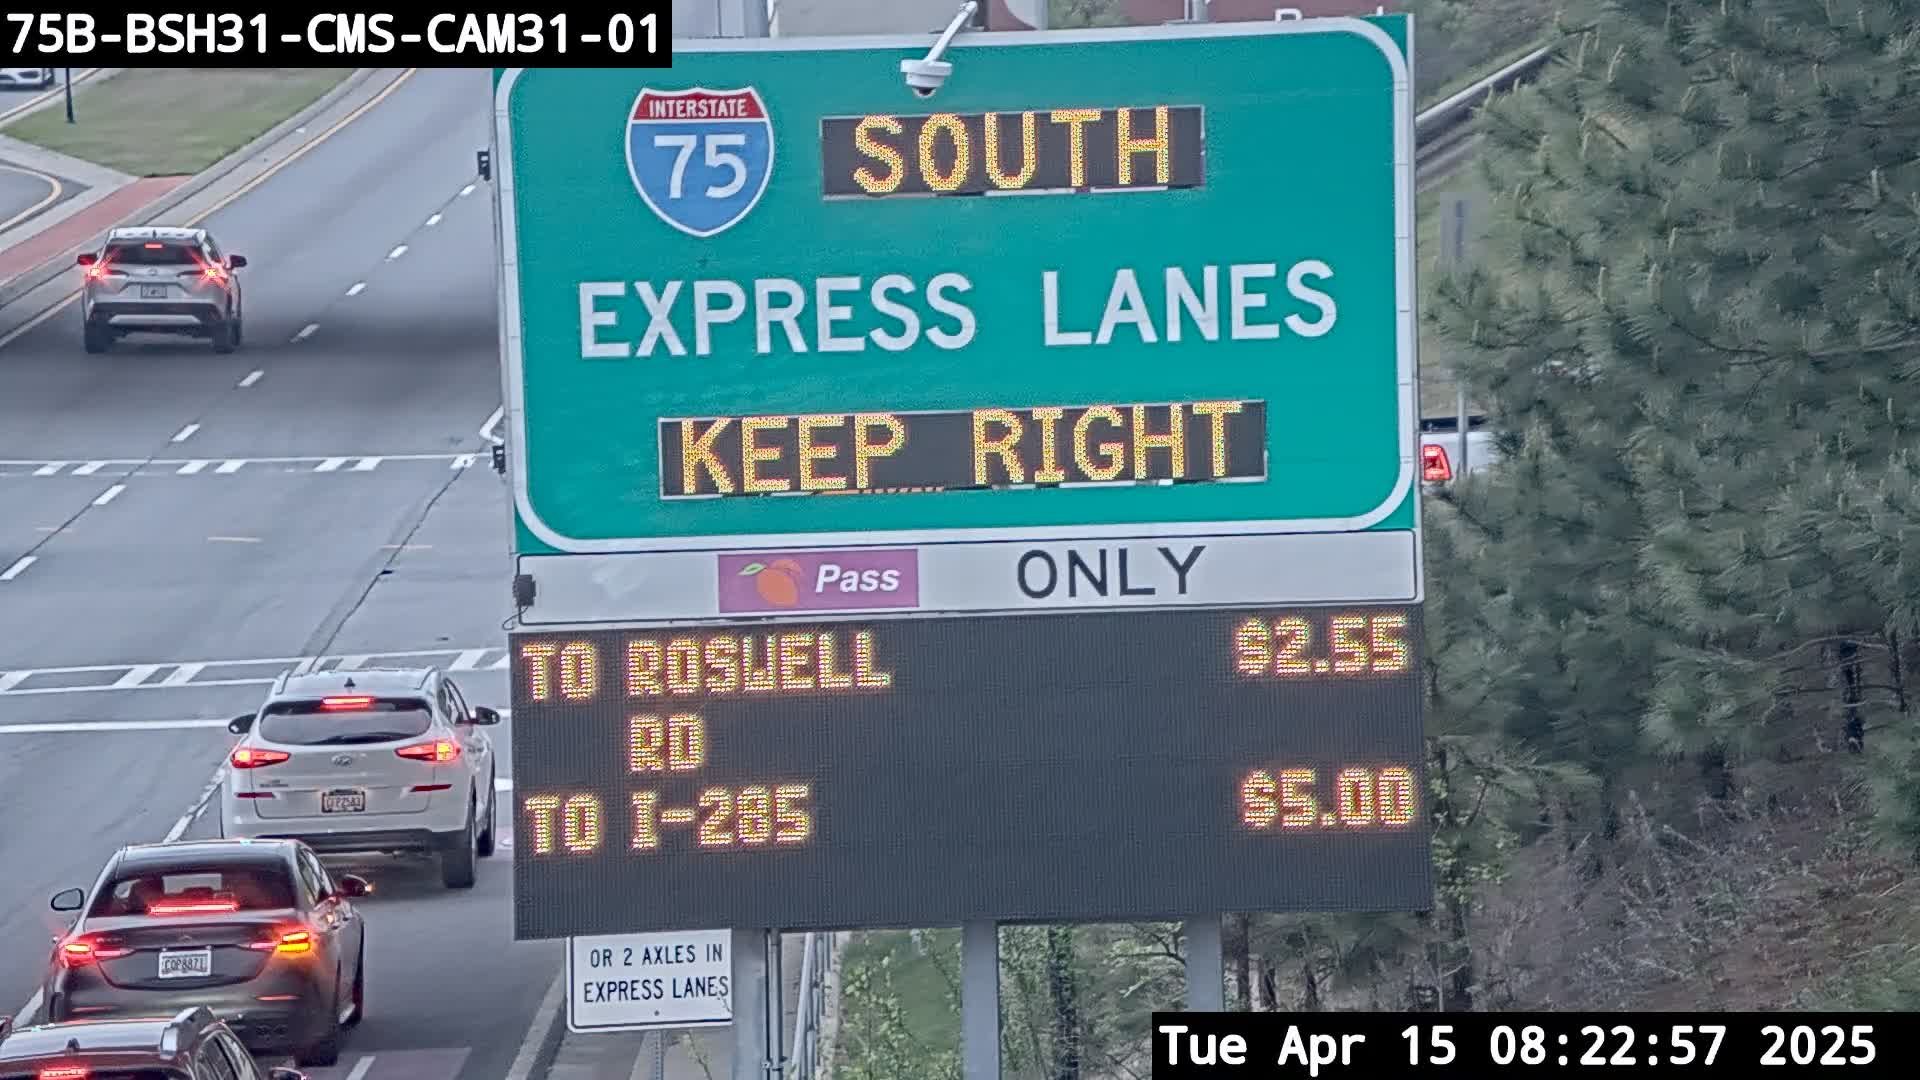 75B-BSH31-CMS-CAM31-01
INTERSTATE
75
SOUTH
EXPRESS LANES
KEEP RIGHT
Pass
ONLY
TO ROSWELL $2.55
RD
TO I-285 $5.00
OR 2 AXLES IN
EXPRESS LANES
Tue Apr 15 08:22:57 2025